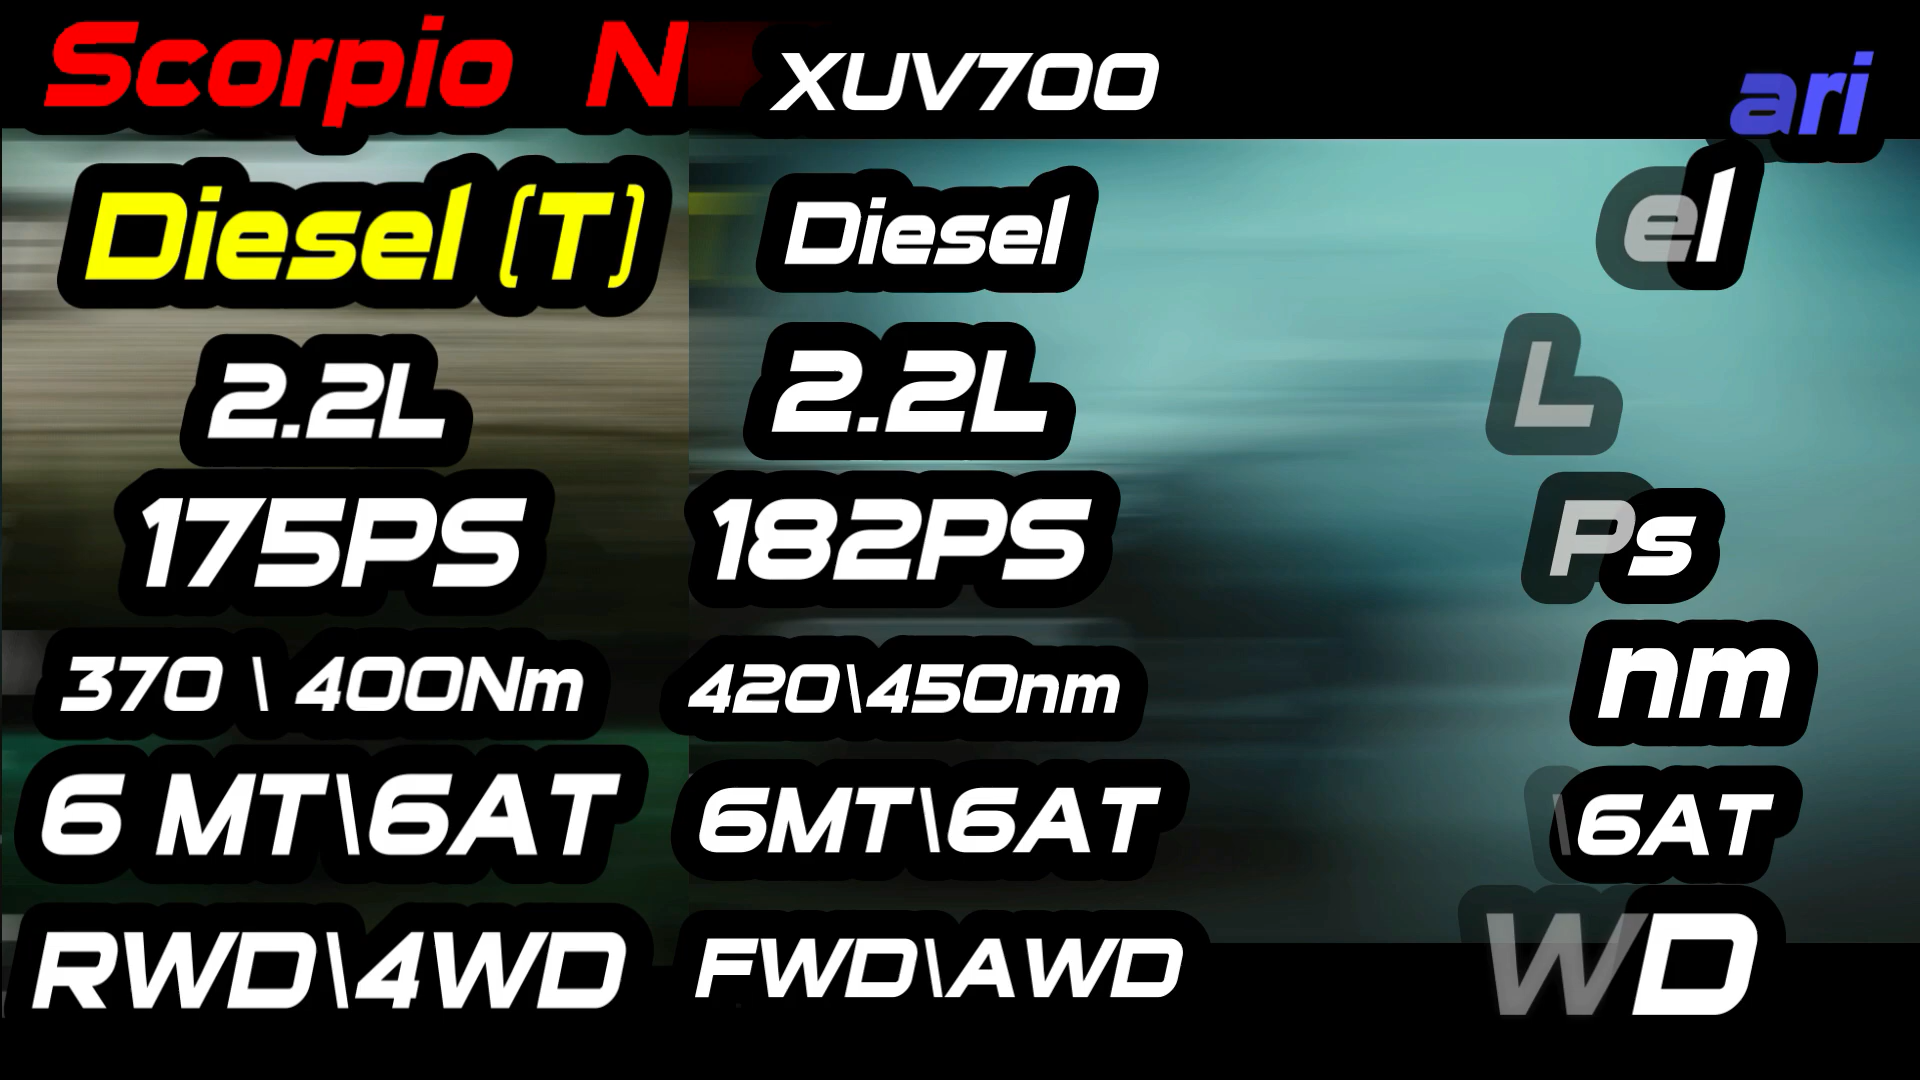 Scorpio N XUV700 ari
Diesel (T) Diesel el
2.2L 2.2L L
175PS 182PS Ps
370 \ 400Nm 420\450nm nm
6 MT\6AT 6MT\6AT \6AT
RWD\4WD FWD\AWD WD